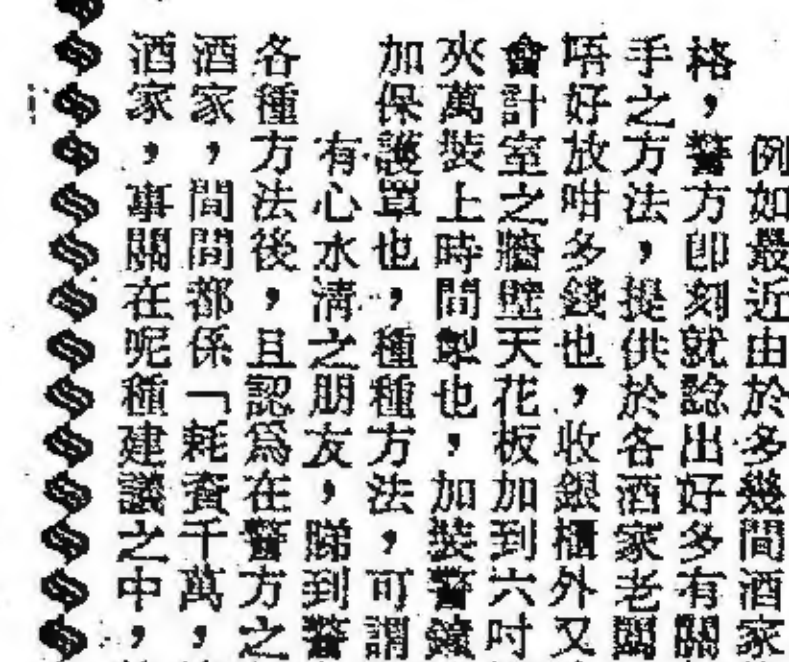 例如最近由於多幾間酒家
格，警方即刻就諗出好多有關
手之方法，提供於各酒家老闆
唔好放咁多錢也，收銀櫃外又
會計室之牆壁天花板加到六吋
夾萬裝上時間掣也，加裝警鐘
加保護罩也，種種方法，可謂
有心水清之朋友，睇到警
各種方法後，且認爲在警方之
酒家，間間都係「耗資千萬，
酒家，事關在呢種建議之中，